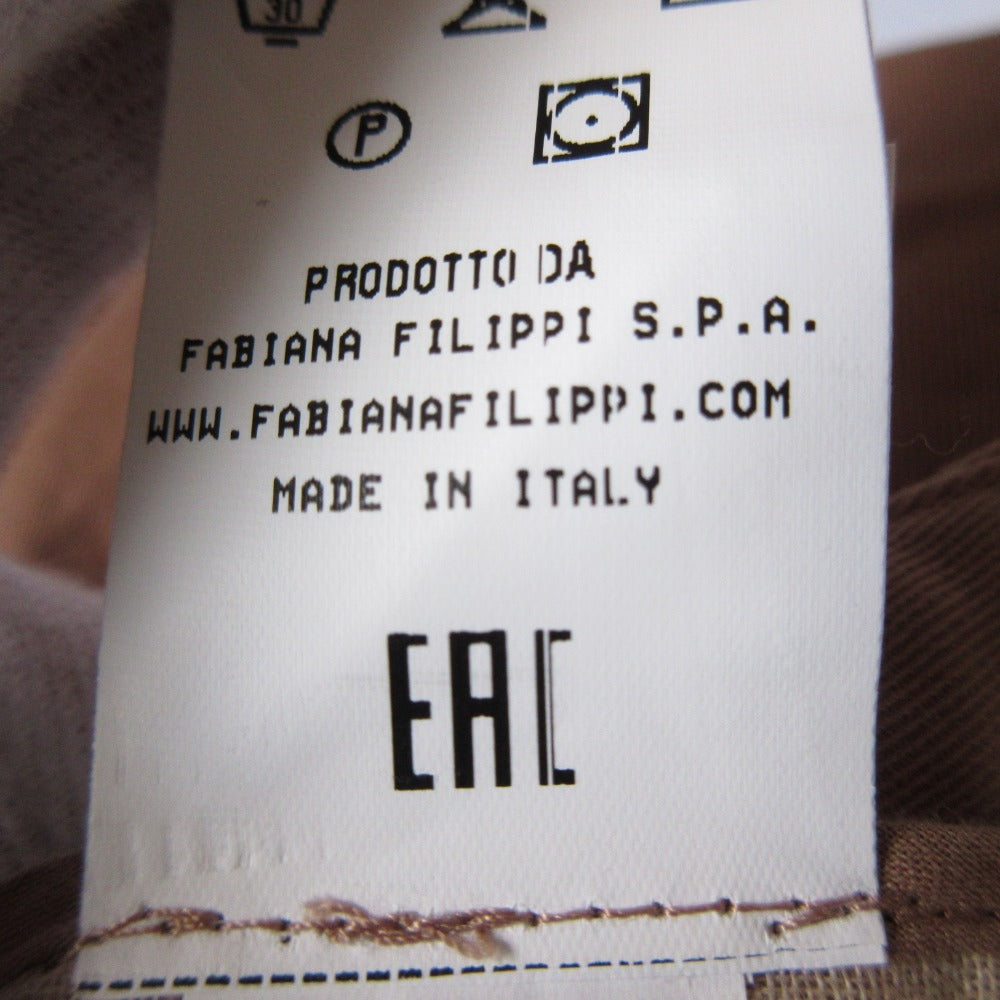 30
P
PRODOTTO DA
FABIANA FILIPPI S.P.A.
WWW.FABIANAFILIPPI.COM
MADE IN ITALY
EAC